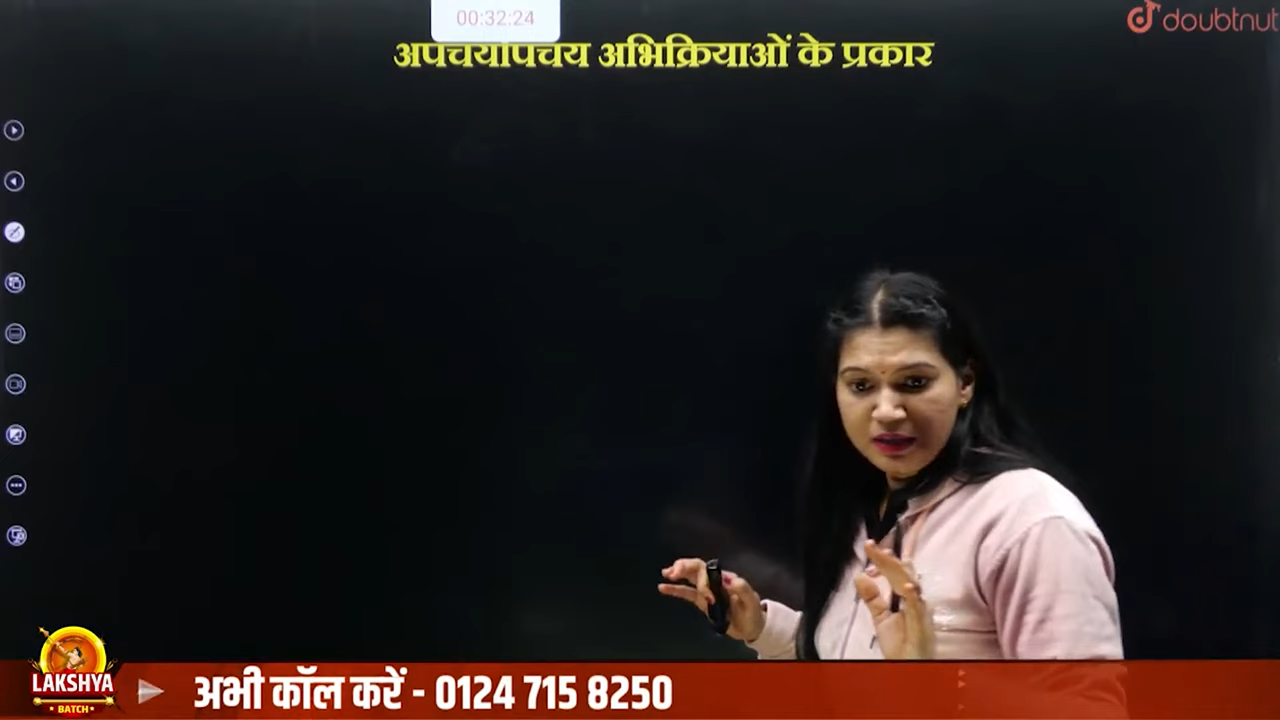 00:32:24
doubtnut
अपचयोपचय अभिक्रियाओं के प्रकार
LAKSHYA
BATCH
अभी कॉल करें - 0124 715 8250